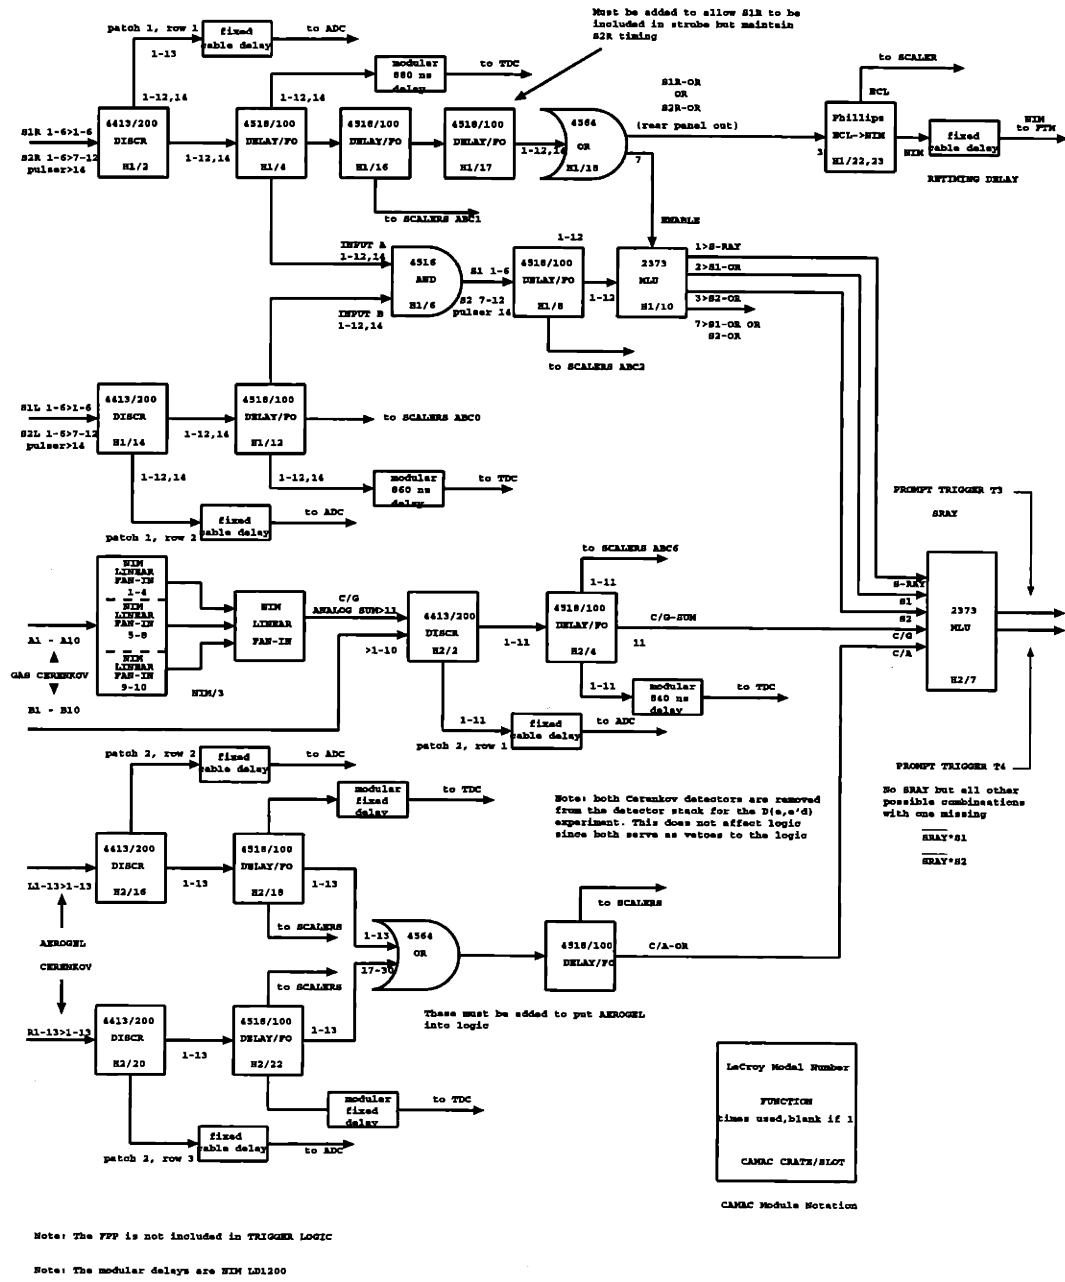 Must be added to allow S1R to be
included in strobe but maintain
S2R timing
patch 1, row 1
fixed
cable delay
to ADC
1-13
modular
880 ns
delay
to TDC
1-12,14
1-12,14
S1R-OR
OR
S2R-OR
to SCALER
ECL
S1R 1-6>1-6
S2R 1-6>7-12
pulser>14
4413/200
DISCR
H1/2
1-12,14
4518/100
DELAY/FO
H1/4
4518/100
DELAY/FO
H1/16
4518/100
DELAY/FO
H1/17
1-12,14
4564
OR
H1/18
(rear panel out)
7
3
Phillips
ECL->NIM
H1/22,23
NIM
fixed
cable delay
NIM
to PTM
RETIMING DELAY
to SCALERS ABC1
ENABLE
INPUT A
1-12,14
4516
AND
H1/6
INPUT B
1-12,14
S1 1-6
S2 7-12
pulser 14
1-12
4518/100
DELAY/FO
H1/8
1-12
2373
MLU
H1/10
1>S-RAY
2>S1-OR
3>S2-OR
7>S1-OR OR
S2-OR
to SCALERS ABC2
S1L 1-6>1-6
S2L 1-6>7-12
pulser>14
4413/200
DISCR
H1/14
1-12,14
4518/100
DELAY/FO
H1/12
to SCALERS ABC0
1-12,14
1-12,14
modular
860 ns
delay
to TDC
patch 1, row 2
fixed
cable delay
to ADC
PROMPT TRIGGER T3
SRAY
NIM
LINEAR
FAN-IN
1-4
NIM
LINEAR
FAN-IN
5-8
NIM
LINEAR
FAN-IN
9-10
A1 - A10
GAS CERENKOV
B1 - B10
NIM
LINEAR
FAN-IN
NIM/3
C/G
ANALOG SUM>11
>1-10
4413/200
DISCR
H2/2
1-11
to SCALERS ABC6
1-11
4518/100
DELAY/FO
H2/4
C/G-SUM
11
S-RAY
S1
S2
C/G
C/A
2373
MLU
H2/7
1-11
modular
840 ns
delay
to TDC
1-11
patch 2, row 1
fixed
cable delay
to ADC
patch 2, row 2
fixed
cable delay
to ADC
modular
fixed
delay
to TDC
Note: both Cerunkov detectors are removed
from the detector stack for the D(e,e'd)
experiment. This does not affect logic
since both serve as vetoes to the logic
PROMPT TRIGGER T4
No SRAY but all other
possible combinations
with one missing
SRAY*S1
SRAY*S2
L1-13>1-13
4413/200
DISCR
H2/16
1-13
4518/100
DELAY/FO
H2/18
1-13
to SCALERS
AEROGEL
CERENKOV
1-13
17-30
4564
OR
to SCALERS
4518/100
DELAY/FO
C/A-OR
to SCALERS
R1-13>1-13
4413/200
DISCR
H2/20
1-13
4518/100
DELAY/FO
H2/22
1-13
These must be added to put AEROGEL
into logic
modular
fixed
delay
to TDC
patch 2, row 3
fixed
cable delay
to ADC
LeCroy Modal Number
FUNCTION
times used,blank if 1
CAMAC CRATE/SLOT
CAMAC Module Notation
Note: The FPP is not included in TRIGGER LOGIC
Note: The modular delays are NIM LD1200